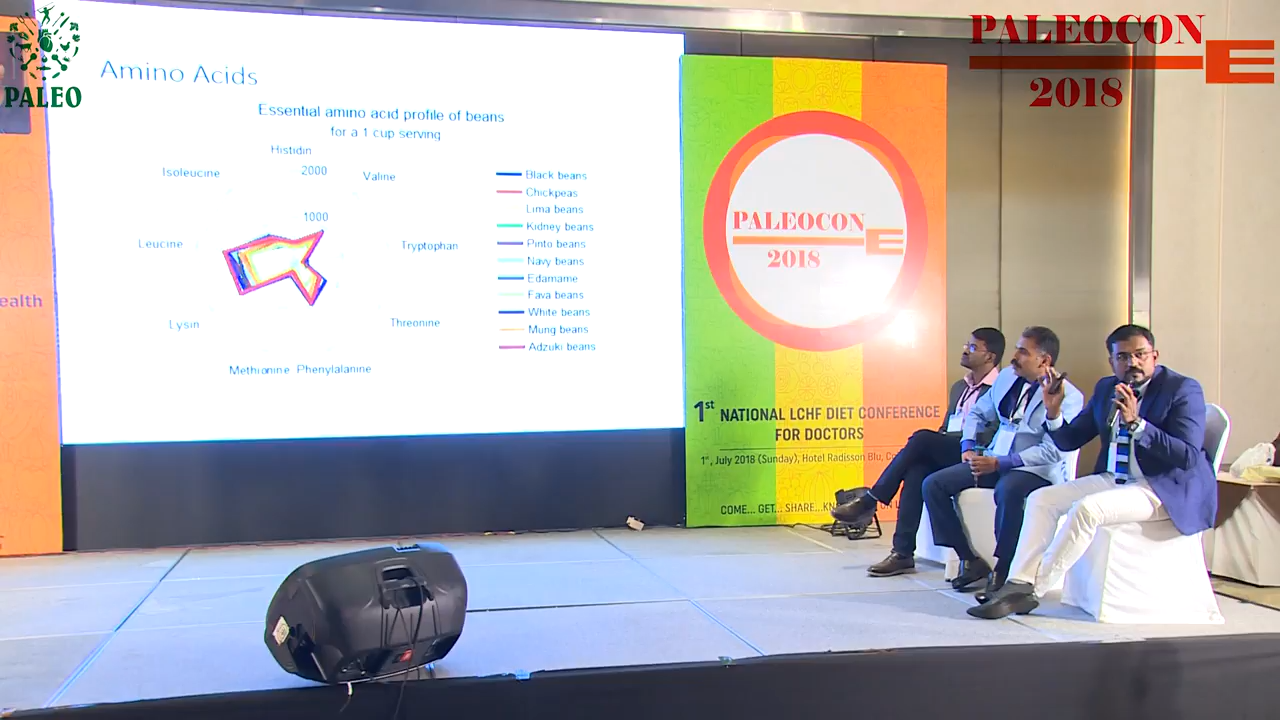 PALEO
PALEOCON
E
2018
ealth
Amino Acids
Essential amino acid profile of beans
for a 1 cup serving
Histidin
Isoleucine
2000
Valine
1000
Leucine
Tryptophan
Lysin
Threonine
Methionine Phenylalanine
Black beans
Chickpeas
Lima beans
Kidney beans
Pinto beans
Navy beans
Edamame
Fava beans
White beans
Mung beans
Adzuki beans
PALEOCON
E
2018
1st NATIONAL LCHF DIET CONFERENCE
FOR DOCTORS
1st, July 2018 (Sunday), Hotel Radisson Blu,
COME... GET... SHARE...